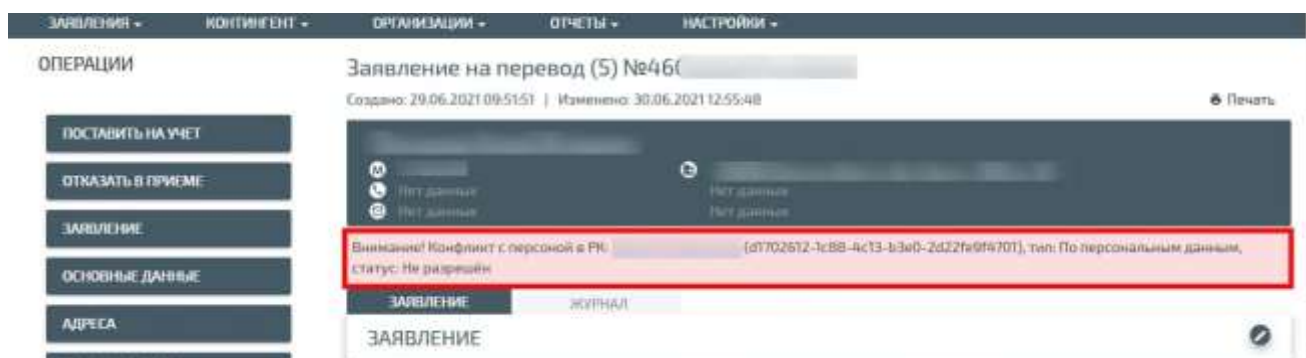 ЗАЯВЛЕНИЯ КОНТИНГЕНТ ОРГАНИЗАЦИИ ОТЧЕТЫ НАСТРОЙКИ
ОПЕРАЦИИ
Заявление на перевод (5) №460
Создано: 29.06.2021 09:51:51 | Изменено: 30.06.2021 12:55:48
Печать
ПОСТАВИТЬ НА УЧЕТ
ОТКАЗАТЬ В ПРИЕМЕ
Нет данных Нет данных
Нет данных Нет данных
ЗАЯВЛЕНИЕ
Внимание! Конфликт с персоной в РК: (d1702612-1c88-4c13-b3e0-2d22fe9f4701), тип: По персональным данным,
статус: Не разрешён
ОСНОВНЫЕ ДАННЫЕ
ЗАЯВЛЕНИЕ ЖУРНАЛ
АДРЕСА
ЗАЯВЛЕНИЕ